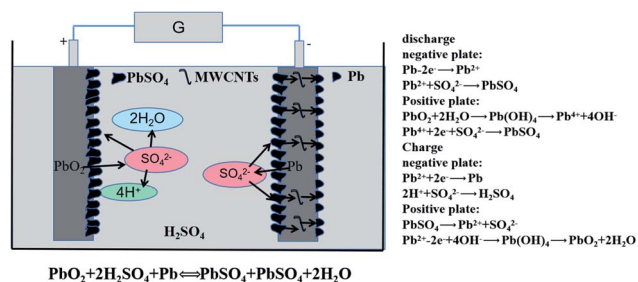 G
+
-
PbSO₄ MWCNTs Pb
2H₂O
PbO₂
SO₄²⁻
4H⁺
SO₄²⁻
Pb
H₂SO₄
PbO₂+2H₂SO₄+Pb⟺PbSO₄+PbSO₄+2H₂O
discharge
negative plate:
Pb-2e⁻→Pb²⁺
Pb²⁺+SO₄²⁻→PbSO₄
Positive plate:
PbO₂+2H₂O→Pb(OH)₄→Pb⁴⁺+4OH⁻
Pb⁴⁺+2e⁻+SO₄²⁻→PbSO₄
Charge
negative plate:
Pb²⁺+2e⁻→Pb
2H⁺+SO₄²⁻→H₂SO₄
Positive plate:
PbSO₄→Pb²⁺+SO₄²⁻
Pb²⁺-2e⁻+4OH⁻→Pb(OH)₄→PbO₂+2H₂O